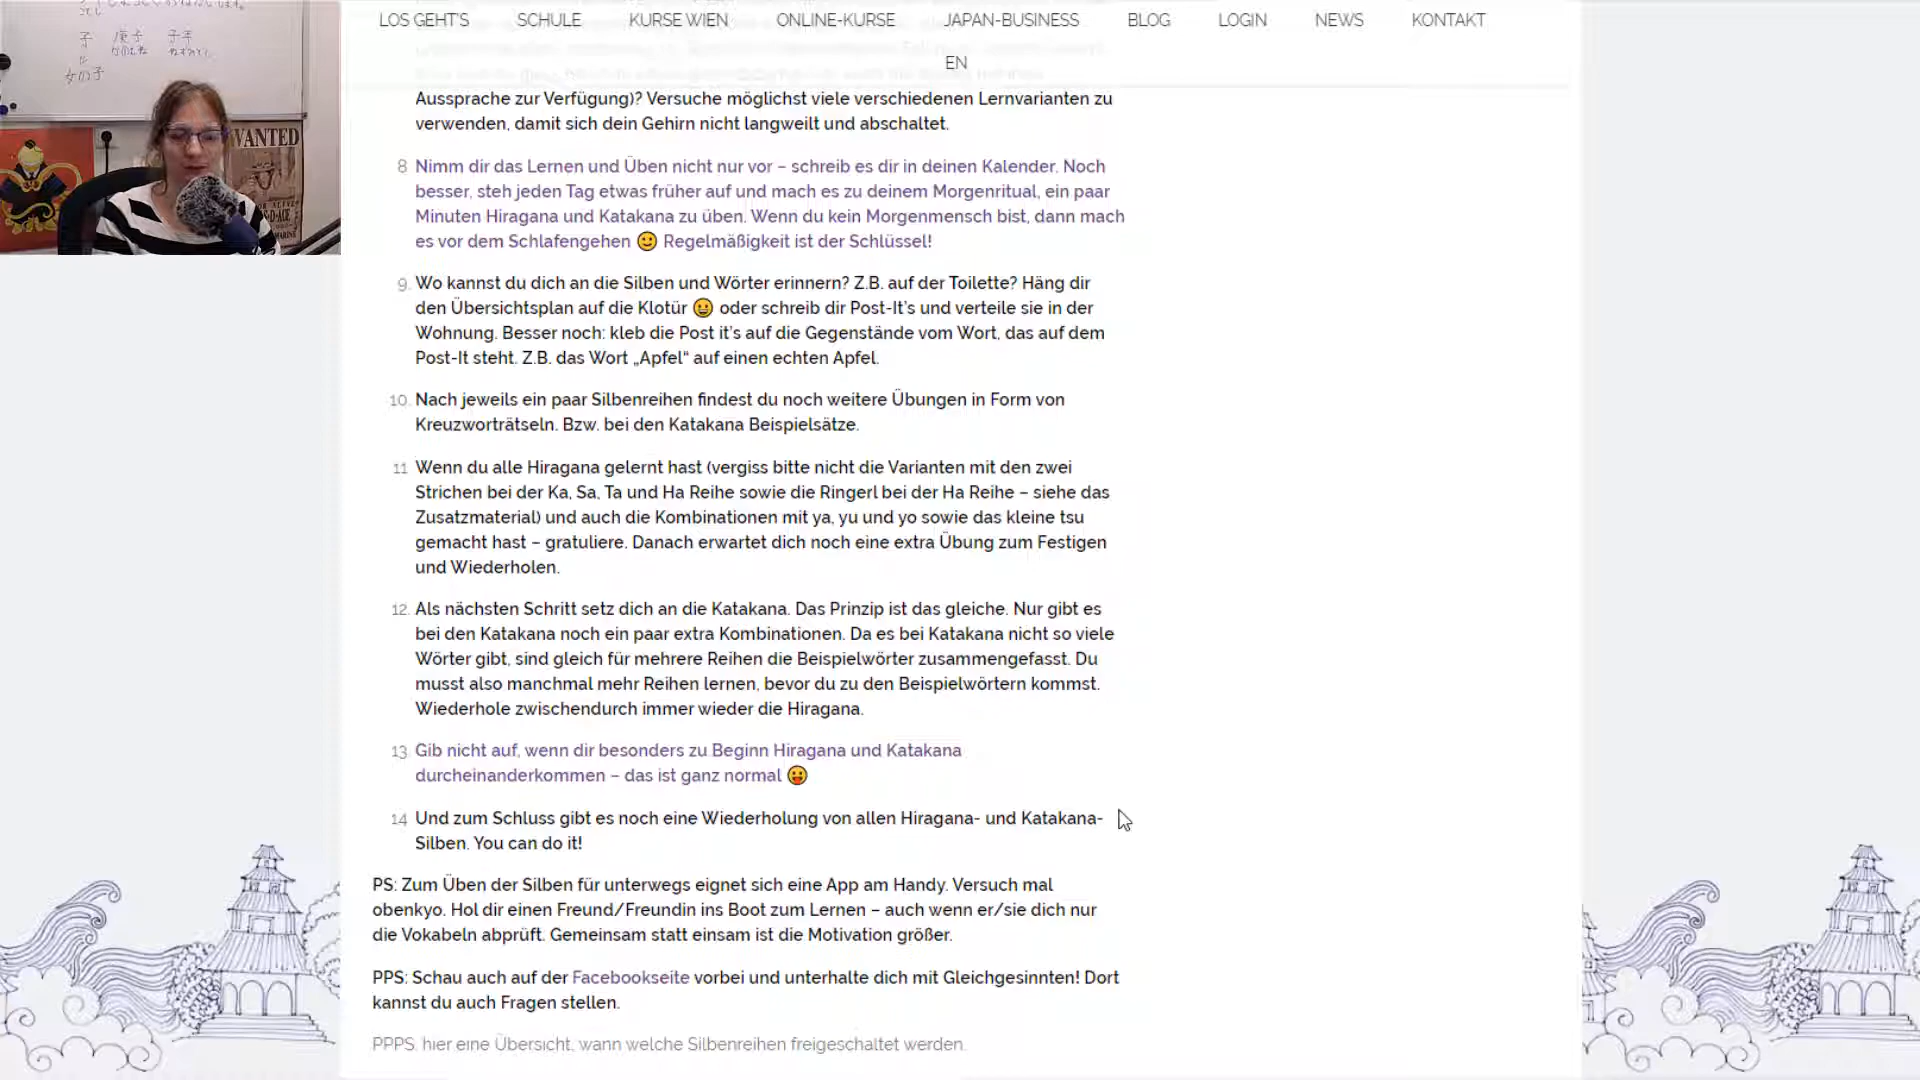 子 庚子 子年
かのえね ねずみどし
女の子
WANTED
LOS GEHT'S SCHULE KURSE WIEN ONLINE-KURSE JAPAN-BUSINESS BLOG LOGIN NEWS KONTAKT
EN
Aussprache zur Verfügung)? Versuche möglichst viele verschiedenen Lernvarianten zu
verwenden, damit sich dein Gehirn nicht langweilt und abschaltet.
8 Nimm dir das Lernen und Üben nicht nur vor – schreib es dir in deinen Kalender. Noch
besser, steh jeden Tag etwas früher auf und mach es zu deinem Morgenritual, ein paar
Minuten Hiragana und Katakana zu üben. Wenn du kein Morgenmensch bist, dann mach
es vor dem Schlafengehen 🙂 Regelmäßigkeit ist der Schlüssel!
9. Wo kannst du dich an die Silben und Wörter erinnern? Z.B. auf der Toilette? Häng dir
den Übersichtsplan auf die Klotür 😀 oder schreib dir Post-It's und verteile sie in der
Wohnung. Besser noch: kleb die Post it's auf die Gegenstände vom Wort, das auf dem
Post-It steht. Z.B. das Wort „Apfel“ auf einen echten Apfel.
10. Nach jeweils ein paar Silbenreihen findest du noch weitere Übungen in Form von
Kreuzworträtseln. Bzw. bei den Katakana Beispielsätze.
11 Wenn du alle Hiragana gelernt hast (vergiss bitte nicht die Varianten mit den zwei
Strichen bei der Ka, Sa, Ta und Ha Reihe sowie die Ringerl bei der Ha Reihe – siehe das
Zusatzmaterial) und auch die Kombinationen mit ya, yu und yo sowie das kleine tsu
gemacht hast – gratuliere. Danach erwartet dich noch eine extra Übung zum Festigen
und Wiederholen.
12. Als nächsten Schritt setz dich an die Katakana. Das Prinzip ist das gleiche. Nur gibt es
bei den Katakana noch ein paar extra Kombinationen. Da es bei Katakana nicht so viele
Wörter gibt, sind gleich für mehrere Reihen die Beispielwörter zusammengefasst. Du
musst also manchmal mehr Reihen lernen, bevor du zu den Beispielwörtern kommst.
Wiederhole zwischendurch immer wieder die Hiragana.
13 Gib nicht auf, wenn dir besonders zu Beginn Hiragana und Katakana
durcheinanderkommen – das ist ganz normal 😛
14 Und zum Schluss gibt es noch eine Wiederholung von allen Hiragana- und Katakana-
Silben. You can do it!
PS: Zum Üben der Silben für unterwegs eignet sich eine App am Handy. Versuch mal
obenkyo. Hol dir einen Freund/Freundin ins Boot zum Lernen – auch wenn er/sie dich nur
die Vokabeln abprüft. Gemeinsam statt einsam ist die Motivation größer.
PPS: Schau auch auf der Facebookseite vorbei und unterhalte dich mit Gleichgesinnten! Dort
kannst du auch Fragen stellen.
PPPS. hier eine Übersicht, wann welche Silbenreihen freigeschaltet werden.